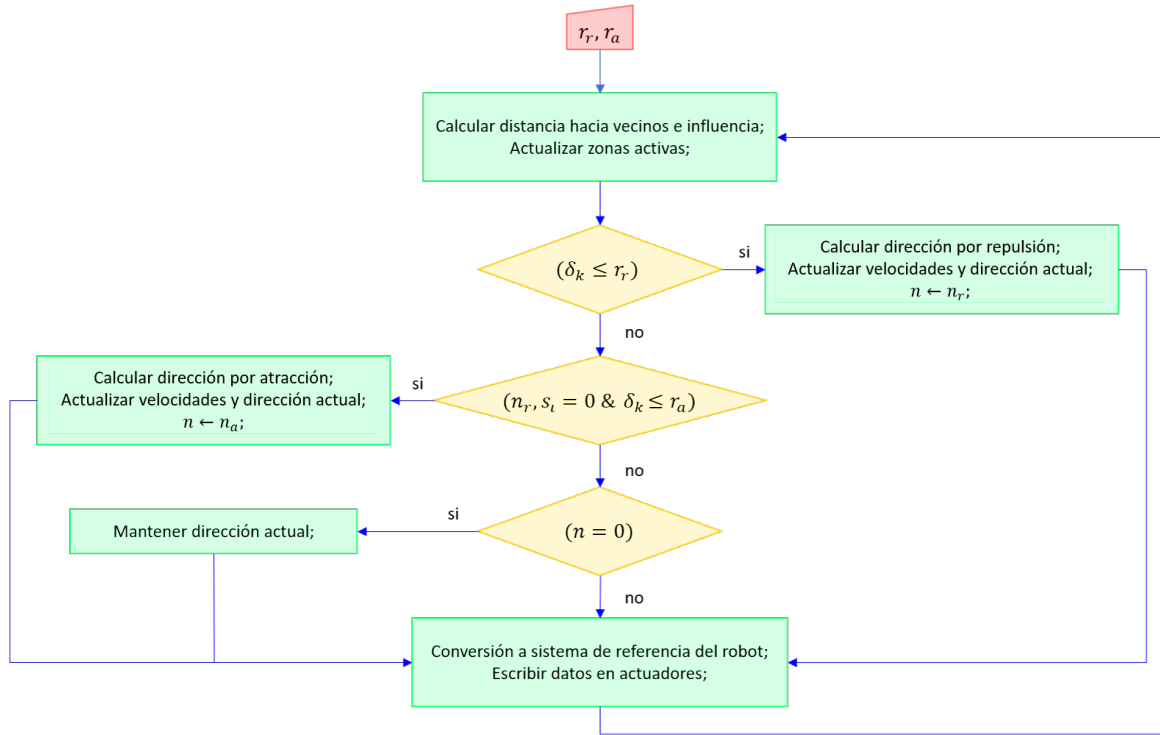 r_r, r_a
Calcular distancia hacia vecinos e influencia;
Actualizar zonas activas;
(δ_k ≤ r_r)
si
Calcular dirección por repulsión;
Actualizar velocidades y dirección actual;
n ← n_r;
no
Calcular dirección por atracción;
Actualizar velocidades y dirección actual;
n ← n_a;
si
(n_r, s_ι = 0 & δ_k ≤ r_a)
no
Mantener dirección actual;
si
(n = 0)
no
Conversión a sistema de referencia del robot;
Escribir datos en actuadores;